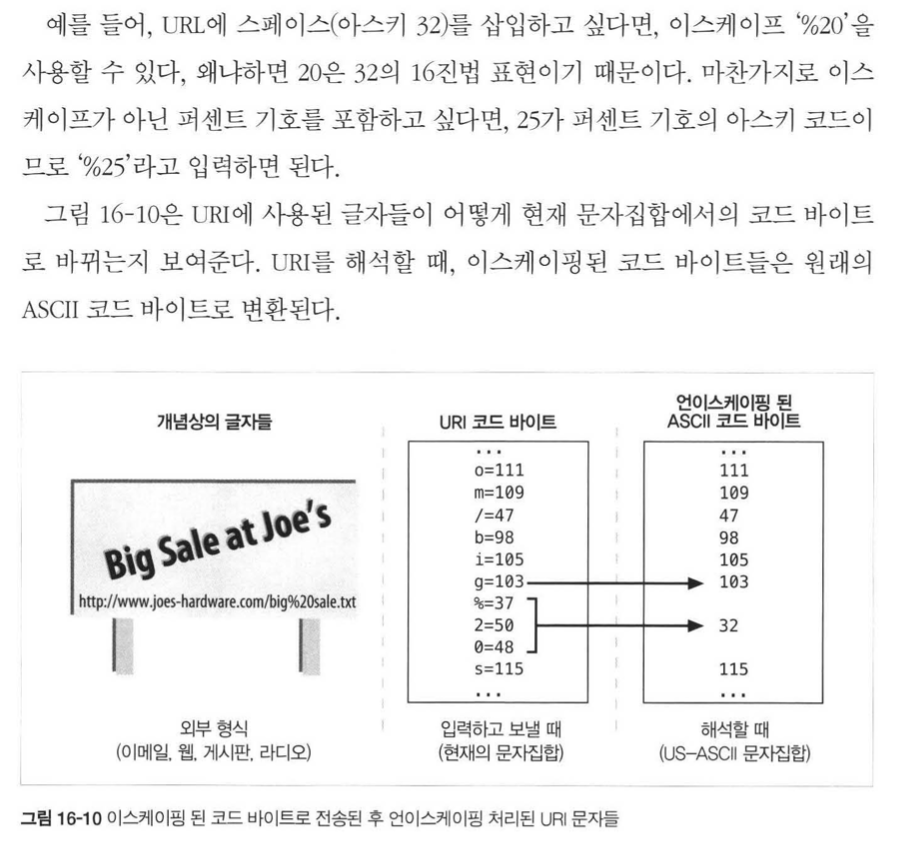 예를 들어, URL에 스페이스(아스키 32)를 삽입하고 싶다면, 이스케이프 ‘%20’을
사용할 수 있다, 왜냐하면 20은 32의 16진법 표현이기 때문이다. 마찬가지로 이스
케이프가 아닌 퍼센트 기호를 포함하고 싶다면, 25가 퍼센트 기호의 아스키 코드이
므로 ‘%25’라고 입력하면 된다.
그림 16-10은 URI에 사용된 글자들이 어떻게 현재 문자집합에서의 코드 바이트
로 바뀌는지 보여준다. URI를 해석할 때, 이스케이핑된 코드 바이트들은 원래의
ASCII 코드 바이트로 변환된다.
개념상의 글자들
Big Sale at Joe's
http://www.joes-hardware.com/big%20sale.txt
외부 형식
(이메일, 웹, 게시판, 라디오)
URI 코드 바이트
...
o=111
m=109
/=47
b=98
i=105
g=103
%=37
2=50
0=48
s=115
...
입력하고 보낼 때
(현재의 문자집합)
언이스케이핑 된
ASCII 코드 바이트
...
111
109
47
98
105
103
32
115
...
해석할 때
(US-ASCII 문자집합)
그림 16-10 이스케이핑 된 코드 바이트로 전송된 후 언이스케이핑 처리된 URI 문자들